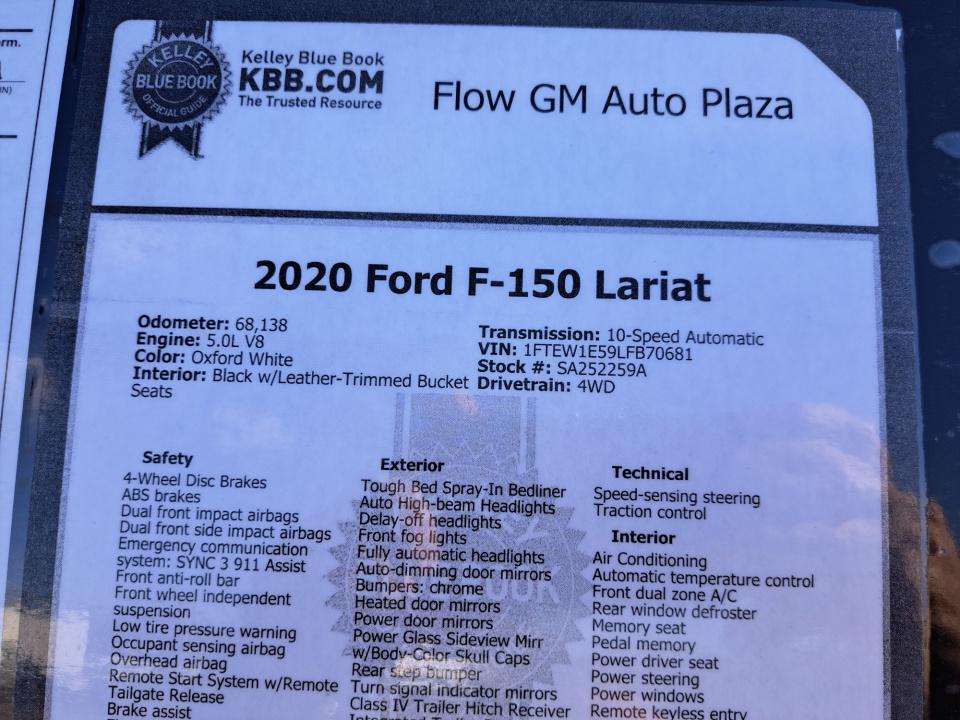 orm.
IN)
KELLEY
BLUE BOOK
OFFICIAL GUIDE
Kelley Blue Book
KBB.COM
The Trusted Resource
Flow GM Auto Plaza
2020 Ford F-150 Lariat
Odometer: 68,138
Engine: 5.0L V8
Color: Oxford White
Interior: Black w/Leather-Trimmed Bucket
Seats
Transmission: 10-Speed Automatic
VIN: 1FTEW1E59LFB70681
Stock #: SA252259A
Drivetrain: 4WD
Safety
4-Wheel Disc Brakes
ABS brakes
Dual front impact airbags
Dual front side impact airbags
Emergency communication
system: SYNC 3 911 Assist
Front anti-roll bar
Front wheel independent
suspension
Low tire pressure warning
Occupant sensing airbag
Overhead airbag
Remote Start System w/Remote
Tailgate Release
Brake assist
Exterior
Tough Bed Spray-In Bedliner
Auto High-beam Headlights
Delay-off headlights
Front fog lights
Fully automatic headlights
Auto-dimming door mirrors
Bumpers: chrome
Heated door mirrors
Power door mirrors
Power Glass Sideview Mirr
w/Body-Color Skull Caps
Rear step bumper
Turn signal indicator mirrors
Class IV Trailer Hitch Receiver
Technical
Speed-sensing steering
Traction control
Interior
Air Conditioning
Automatic temperature control
Front dual zone A/C
Rear window defroster
Memory seat
Pedal memory
Power driver seat
Power steering
Power windows
Remote keyless entry